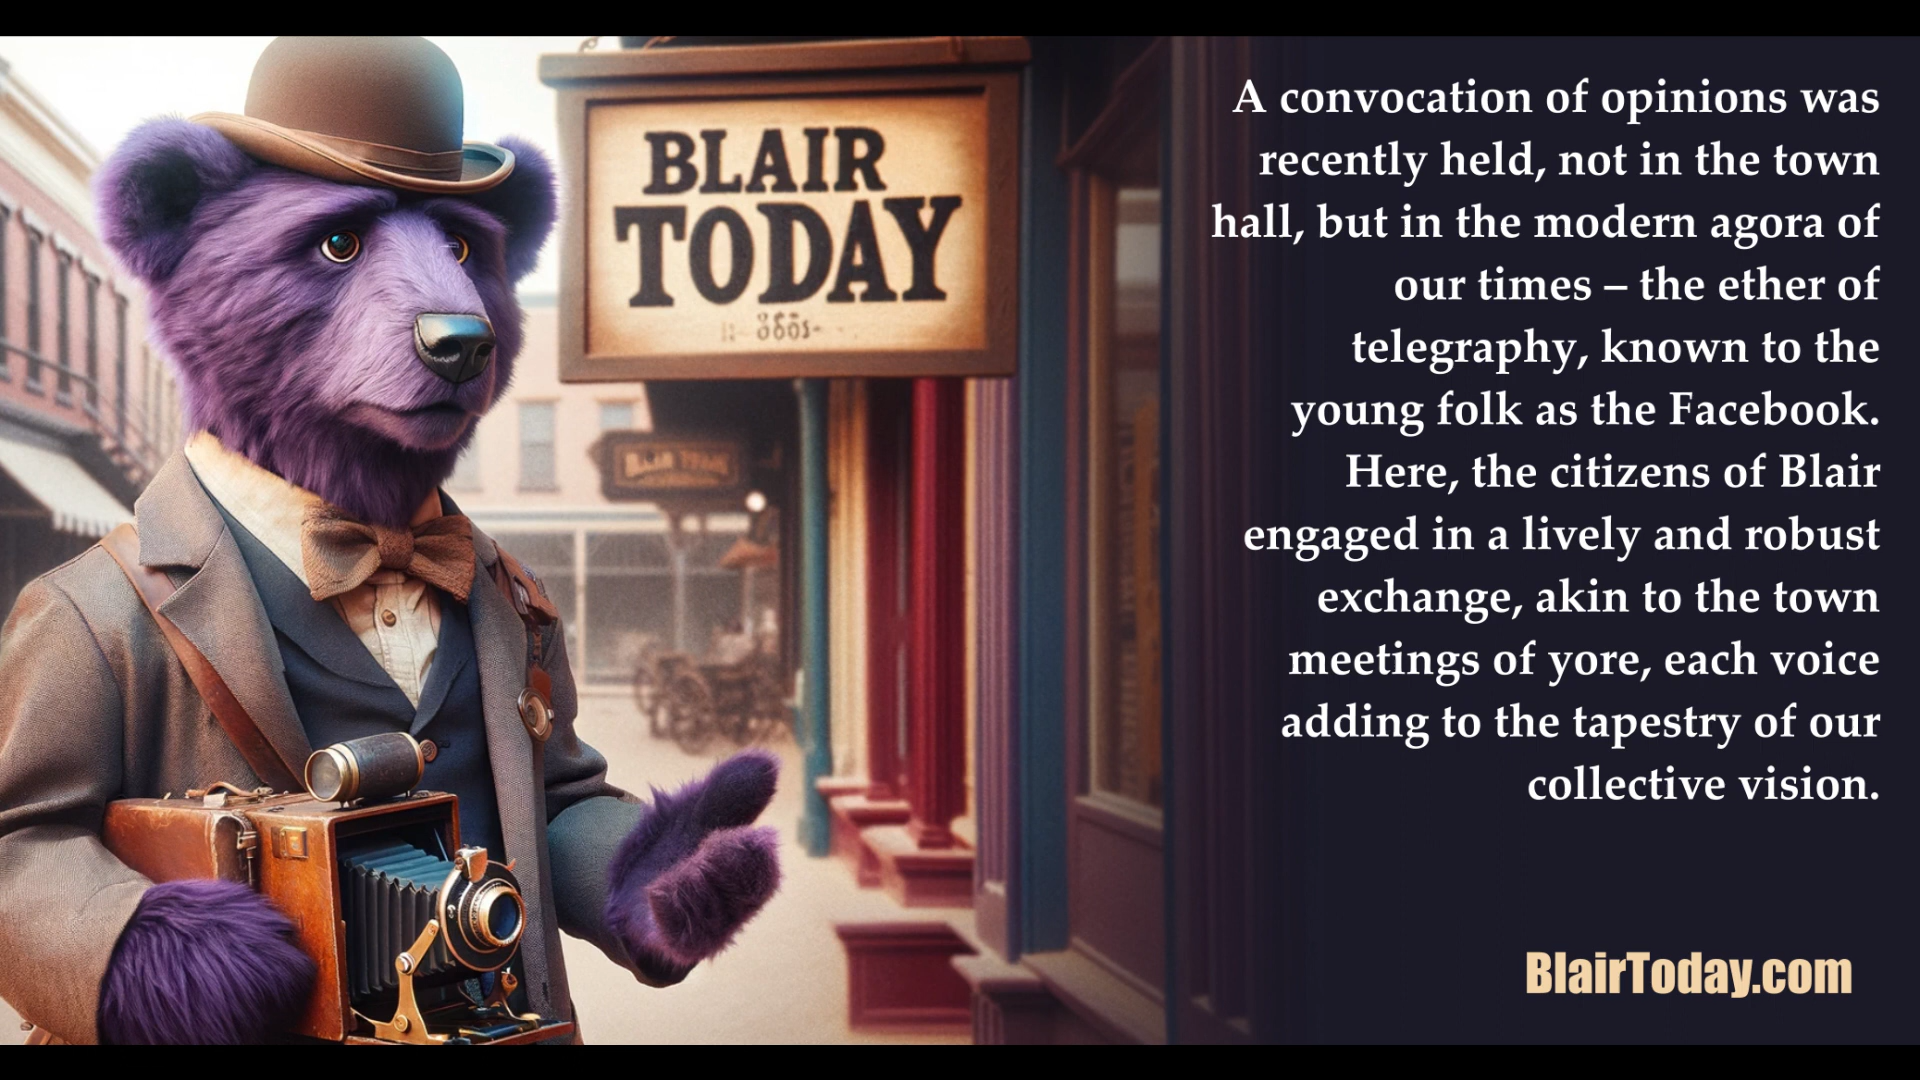 BLAIR
TODAY
A convocation of opinions was
recently held, not in the town
hall, but in the modern agora of
our times – the ether of
telegraphy, known to the
young folk as the Facebook.
Here, the citizens of Blair
engaged in a lively and robust
exchange, akin to the town
meetings of yore, each voice
adding to the tapestry of our
collective vision.
BlairToday.com